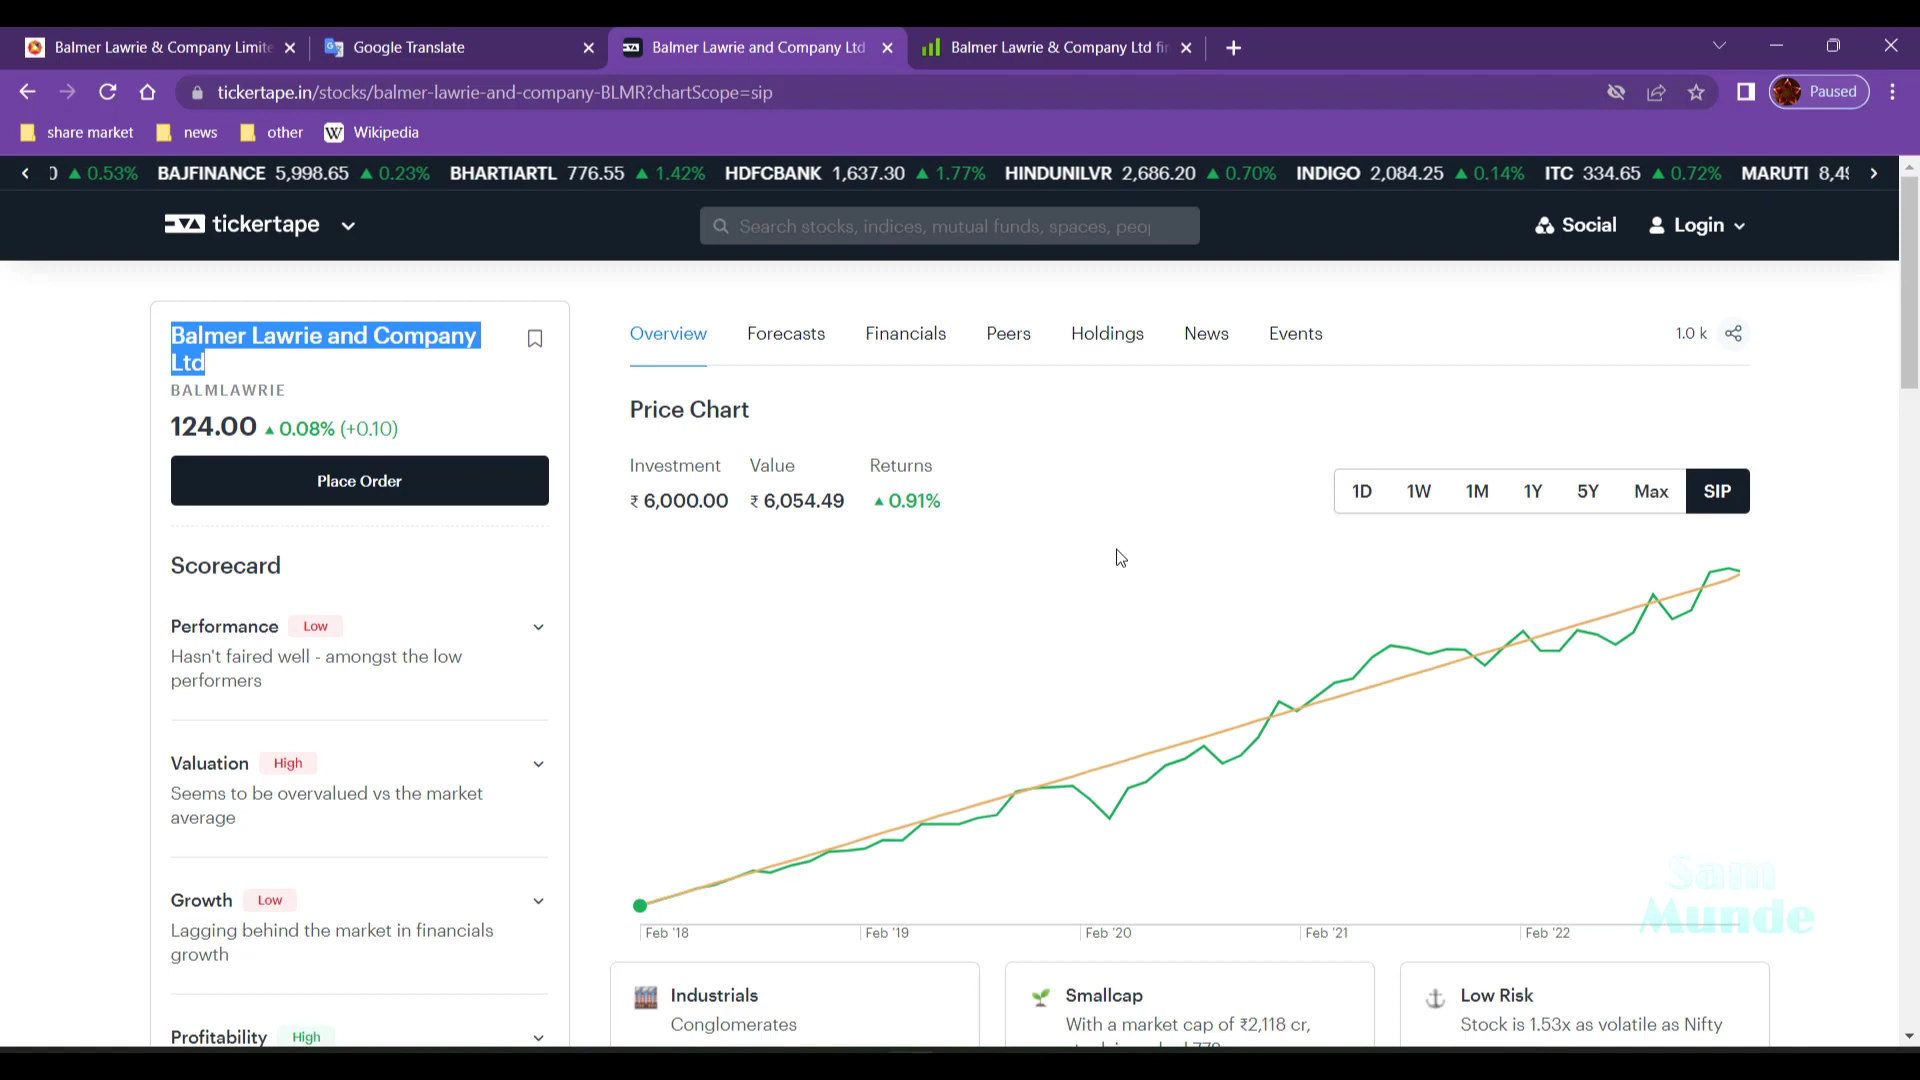 Balmer Lawrie & Company Limite
Google Translate
Balmer Lawrie and Company Ltd
Balmer Lawrie & Company Ltd fir
tickertape.in/stocks/balmer-lawrie-and-company-BLMR?chartScope=sip
Paused
share market
news
other
Wikipedia
0.53% BAJFINANCE 5,998.65 0.23% BHARTIARTL 776.55 1.42% HDFCBANK 1,637.30 1.77% HINDUNILVR 2,686.20 0.70% INDIGO 2,084.25 0.14% ITC 334.65 0.72% MARUTI 8,49
tickertape
Search stocks, indices, mutual funds, spaces, peo
Social
Login
Balmer Lawrie and Company
Ltd
BALMLAWRIE
124.00 0.08% (+0.10)
Place Order
Scorecard
Performance Low
Hasn't faired well - amongst the low
performers
Valuation High
Seems to be overvalued vs the market
average
Growth Low
Lagging behind the market in financials
growth
Profitability High
Overview Forecasts Financials Peers Holdings News Events
1.0 k
Price Chart
Investment Value Returns
₹ 6,000.00 ₹ 6,054.49 0.91%
1D 1W 1M 1Y 5Y Max SIP
Feb '18 Feb '19 Feb '20 Feb '21 Feb '22
Sam
Munde
Industrials
Conglomerates
Smallcap
With a market cap of ₹2,118 cr,
Low Risk
Stock is 1.53x as volatile as Nifty